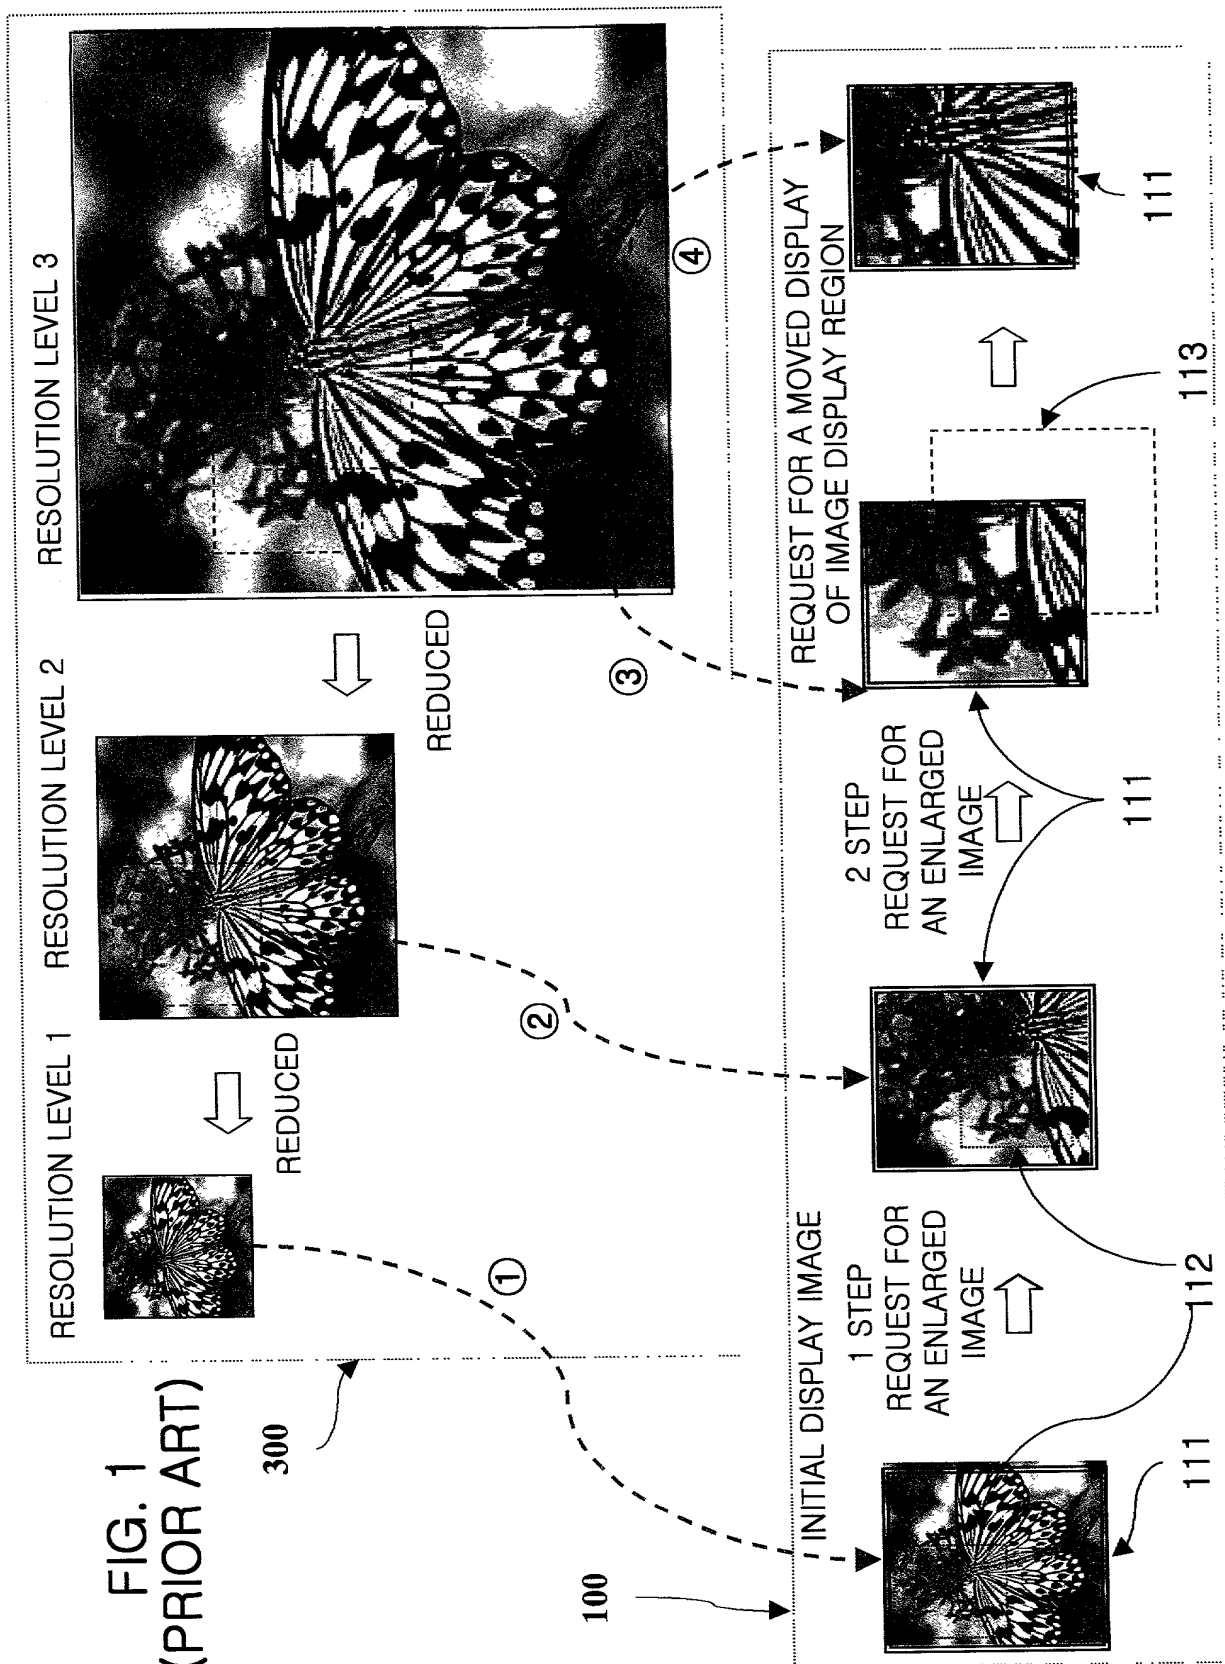 FIG. 1
(PRIOR ART)
300
RESOLUTION LEVEL 1
RESOLUTION LEVEL 2
RESOLUTION LEVEL 3
REDUCED
REDUCED
①
②
③
④
100
INITIAL DISPLAY IMAGE
1 STEP
REQUEST FOR
AN ENLARGED
IMAGE
2 STEP
REQUEST FOR
AN ENLARGED
IMAGE
REQUEST FOR A MOVED DISPLAY
OF IMAGE DISPLAY REGION
111
112
111
113
111